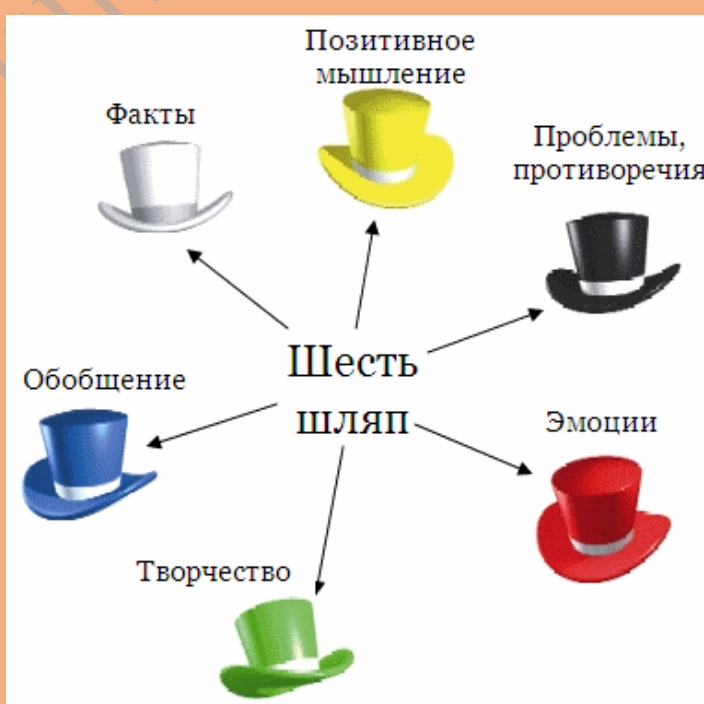 Позитивное
мышление
Факты
Проблемы,
противоречия
Шесть
шляп
Обобщение
Эмоции
Творчество